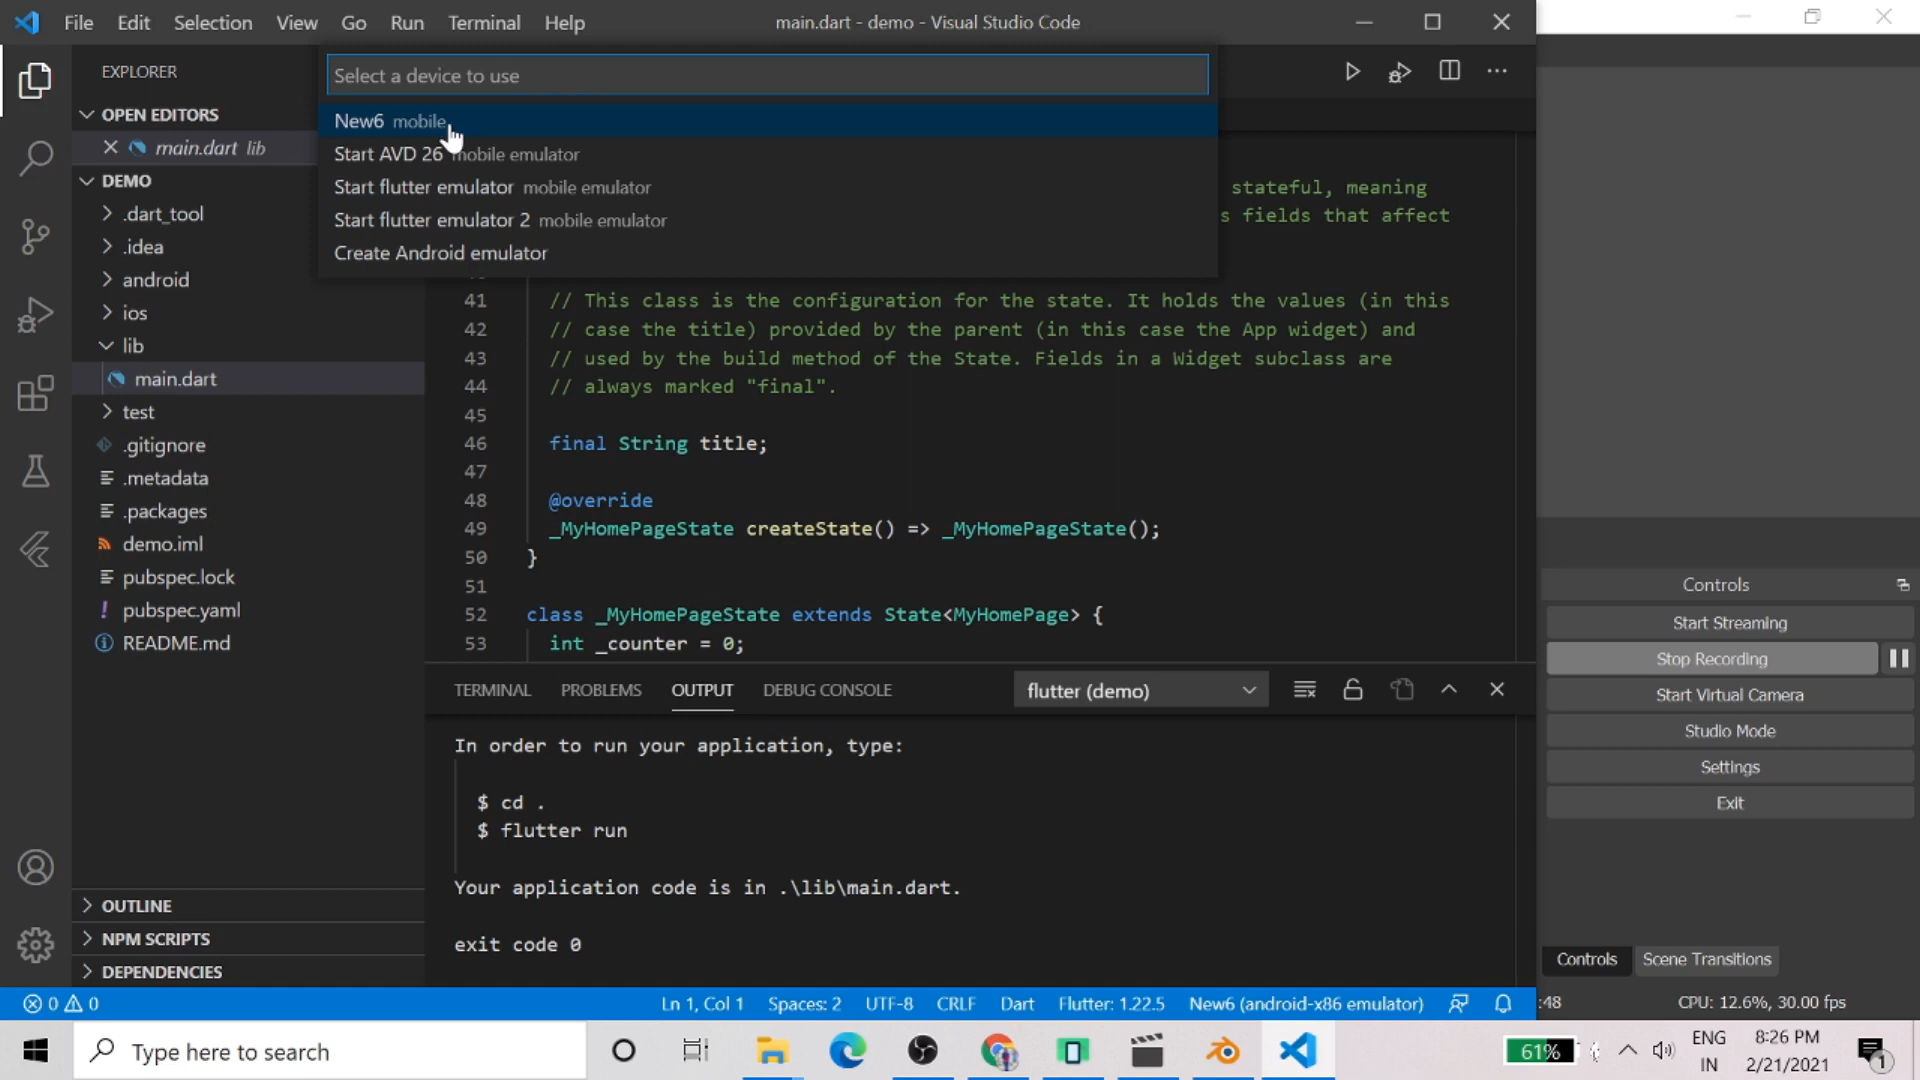 File Edit Selection View Go Run Terminal Help
main.dart - demo - Visual Studio Code
EXPLORER
OPEN EDITORS
main.dart lib
DEMO
.dart_tool
.idea
android
ios
lib
main.dart
test
.gitignore
.metadata
.packages
demo.iml
pubspec.lock
pubspec.yaml
README.md
OUTLINE
NPM SCRIPTS
DEPENDENCIES
Select a device to use
New6 mobile
Start AVD 26 mobile emulator
Start flutter emulator mobile emulator
Start flutter emulator 2 mobile emulator
Create Android emulator
stateful, meaning
s fields that affect
41 // This class is the configuration for the state. It holds the values (in this
42 // case the title) provided by the parent (in this case the App widget) and
43 // used by the build method of the State. Fields in a Widget subclass are
44 // always marked "final".
45
46 final String title;
47
48 @override
49 _MyHomePageState createState() => _MyHomePageState();
50 }
51
52 class _MyHomePageState extends State<MyHomePage> {
53 int _counter = 0;
TERMINAL PROBLEMS OUTPUT DEBUG CONSOLE flutter (demo)
In order to run your application, type:
$ cd .
$ flutter run
Your application code is in .\lib\main.dart.
exit code 0
0 0 Ln 1, Col 1 Spaces: 2 UTF-8 CRLF Dart Flutter: 1.22.5 New6 (android-x86 emulator)
Controls
Start Streaming
Stop Recording
Start Virtual Camera
Studio Mode
Settings
Exit
Controls Scene Transitions
:48 CPU: 12.6%, 30.00 fps
Type here to search
61%
ENG
IN
8:26 PM
2/21/2021
1